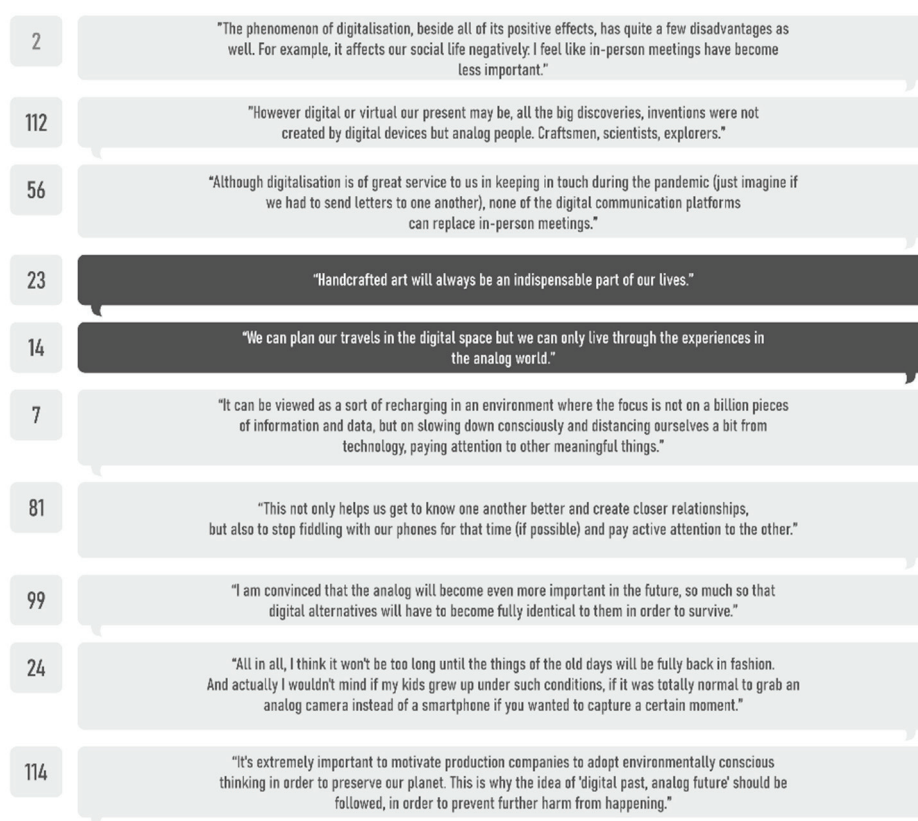 2
"The phenomenon of digitalisation, beside all of its positive effects, has quite a few disadvantages as
well. For example, it affects our social life negatively: I feel like in-person meetings have become
less important."
112
"However digital or virtual our present may be, all the big discoveries, inventions were not
created by digital devices but analog people. Craftsmen, scientists, explorers."
56
"Although digitalisation is of great service to us in keeping in touch during the pandemic (just imagine if
we had to send letters to one another), none of the digital communication platforms
can replace in-person meetings."
23
"Handcrafted art will always be an indispensable part of our lives."
14
"We can plan our travels in the digital space but we can only live through the experiences in
the analog world."
7
"It can be viewed as a sort of recharging in an environment where the focus is not on a billion pieces
of information and data, but on slowing down consciously and distancing ourselves a bit from
technology, paying attention to other meaningful things."
81
"This not only helps us get to know one another better and create closer relationships,
but also to stop fiddling with our phones for that time (if possible) and pay active attention to the other."
99
"I am convinced that the analog will become even more important in the future, so much so that
digital alternatives will have to become fully identical to them in order to survive."
24
"All in all, I think it won't be too long until the things of the old days will be fully back in fashion.
And actually I wouldn't mind if my kids grew up under such conditions, if it was totally normal to grab an
analog camera instead of a smartphone if you wanted to capture a certain moment."
114
"It's extremely important to motivate production companies to adopt environmentally conscious
thinking in order to preserve our planet. This is why the idea of 'digital past, analog future' should be
followed, in order to prevent further harm from happening."